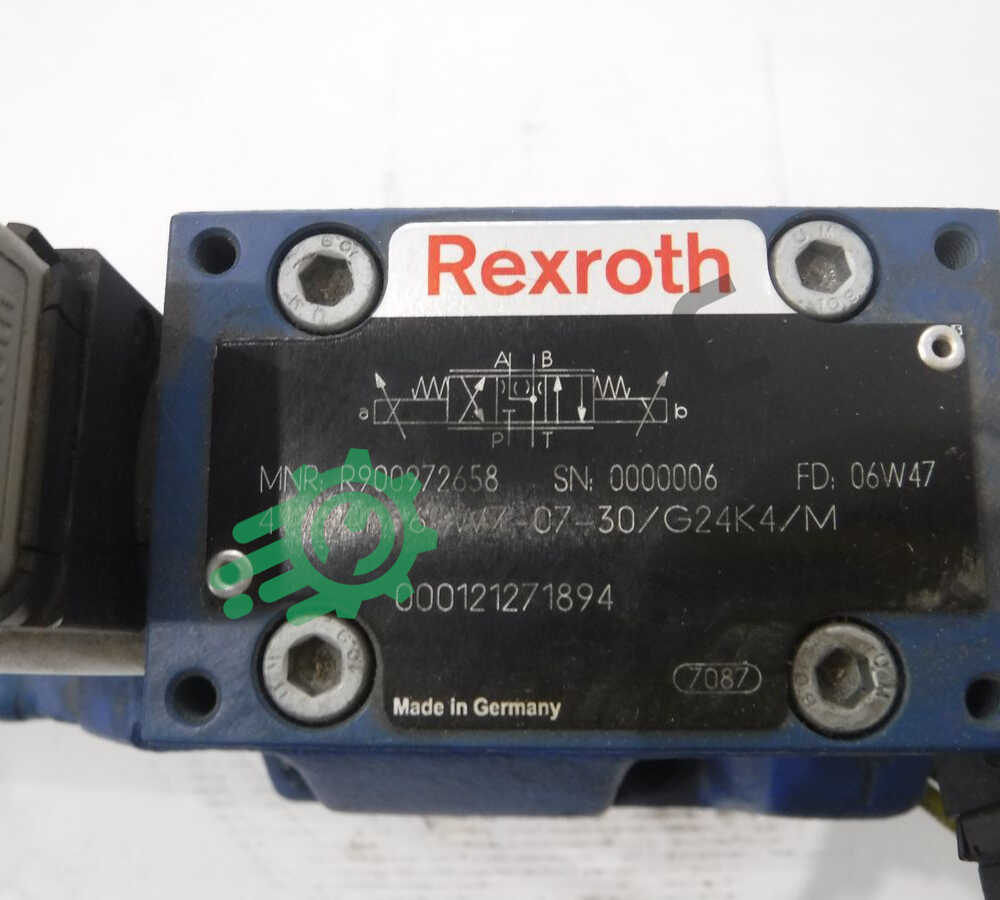 Rexroth
A B
a b
P T
MNR: R900972658 SN: 0000006 FD: 06W47
07-30/G24K4/M
000121271894
7087
Made in Germany